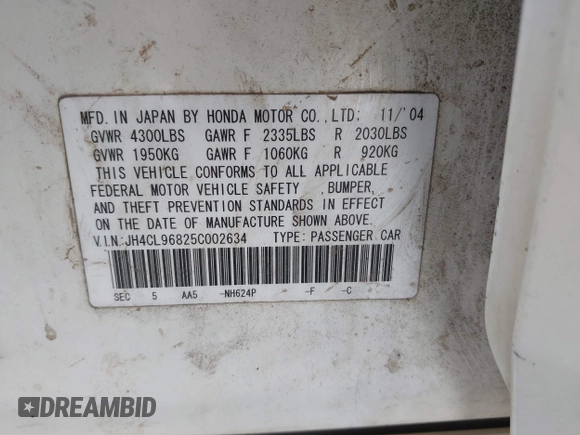 MFD. IN JAPAN BY HONDA MOTOR CO., LTD: 11/'04
GVWR 4300LBS GAWR F 2335LBS R 2030LBS
GVWR 1950KG GAWR F 1060KG R 920KG
THIS VEHICLE CONFORMS TO ALL APPLICABLE
FEDERAL MOTOR VEHICLE SAFETY , BUMPER,
AND THEFT PREVENTION STANDARDS IN EFFECT
ON THE DATE OF MANUFACTURE SHOWN ABOVE.
V.I.N:JH4CL96825C002634 TYPE: PASSENGER CAR
SEC 5 AA5 -NH624P -F -C
DREAMBID